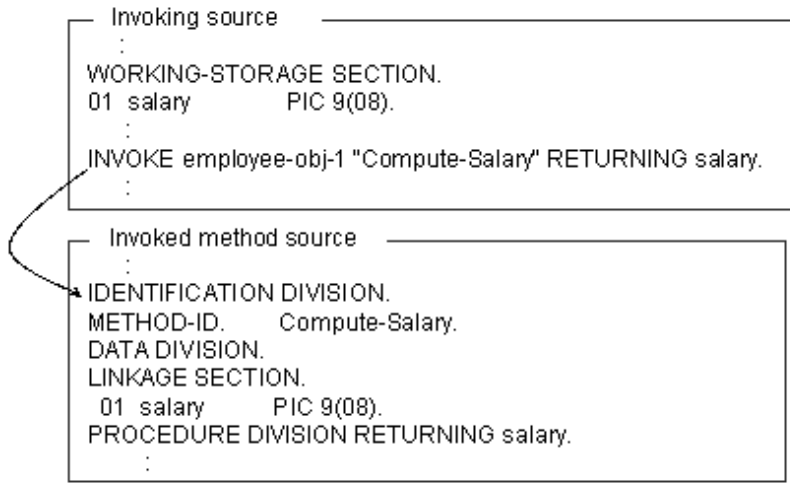 Invoking source
:
WORKING-STORAGE SECTION.
01 salary PIC 9(08).
:
INVOKE employee-obj-1 "Compute-Salary" RETURNING salary.
:
Invoked method source
:
IDENTIFICATION DIVISION.
METHOD-ID. Compute-Salary.
DATA DIVISION.
LINKAGE SECTION.
01 salary PIC 9(08).
PROCEDURE DIVISION RETURNING salary.
: